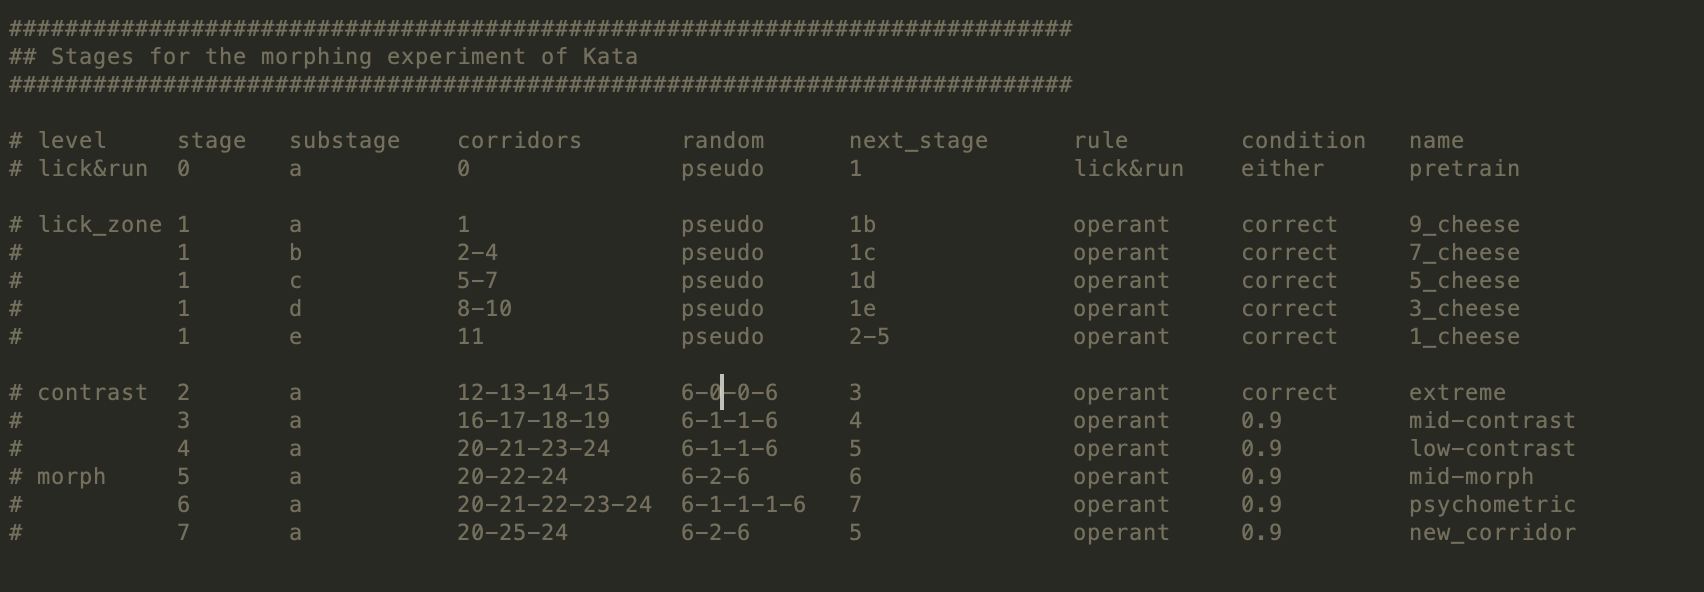 ############################################################################
## Stages for the morphing experiment of Kata
############################################################################
# level     stage   substage    corridors       random      next_stage      rule        condition   name
# lick&run  0       a           0               pseudo      1               lick&run    either      pretrain
# lick_zone 1       a           1               pseudo      1b              operant     correct     9_cheese
#           1       b           2-4             pseudo      1c              operant     correct     7_cheese
#           1       c           5-7             pseudo      1d              operant     correct     5_cheese
#           1       d           8-10            pseudo      1e              operant     correct     3_cheese
#           1       e           11              pseudo      2-5             operant     correct     1_cheese
# contrast  2       a           12-13-14-15     6-0-0-6     3               operant     correct     extreme
#           3       a           16-17-18-19     6-1-1-6     4               operant     0.9         mid-contrast
#           4       a           20-21-23-24     6-1-1-6     5               operant     0.9         low-contrast
# morph     5       a           20-22-24        6-2-6       6               operant     0.9         mid-morph
#           6       a           20-21-22-23-24  6-1-1-1-6   7               operant     0.9         psychometric
#           7       a           20-25-24        6-2-6       5               operant     0.9         new_corridor